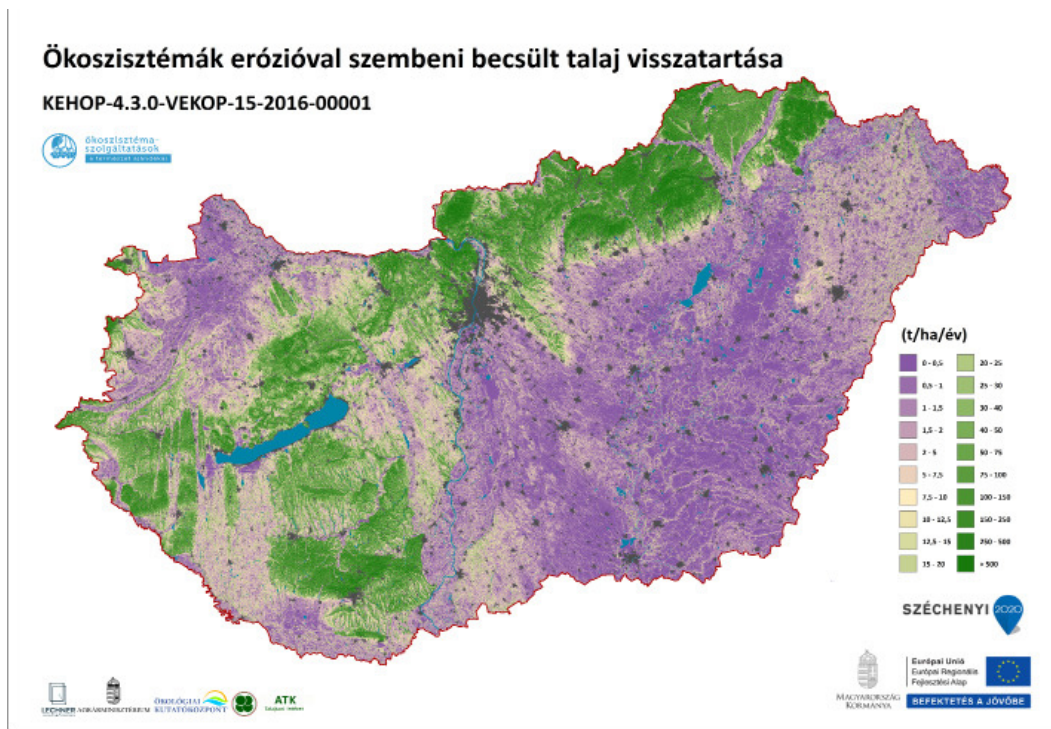 Ökoszisztémák erózióval szembeni becsült talaj visszatartása
KEHOP-4.3.0-VEKOP-15-2016-00001
ökoszisztéma-
szolgáltatások
(t/ha/év)
0 - 0,5
0,5 - 1
1 - 1,5
1,5 - 2
2 - 5
5 - 7,5
7,5 - 10
10 - 12,5
12,5 - 15
15 - 20
20 - 25
25 - 30
30 - 40
40 - 50
50 - 75
75 - 100
100 - 150
150 - 250
250 - 500
> 500
SZÉCHENYI 2020
MAGYARORSZÁG
KORMÁNYA
Európai Unió
Európai Regionális
Fejlesztési Alap
BEFEKTETÉS A JÖVŐBE
LECHNER
AGRÁRMINISZTÉRIUM
ÖKOLÓGIAI
KUTATÓKÖZPONT
ATK